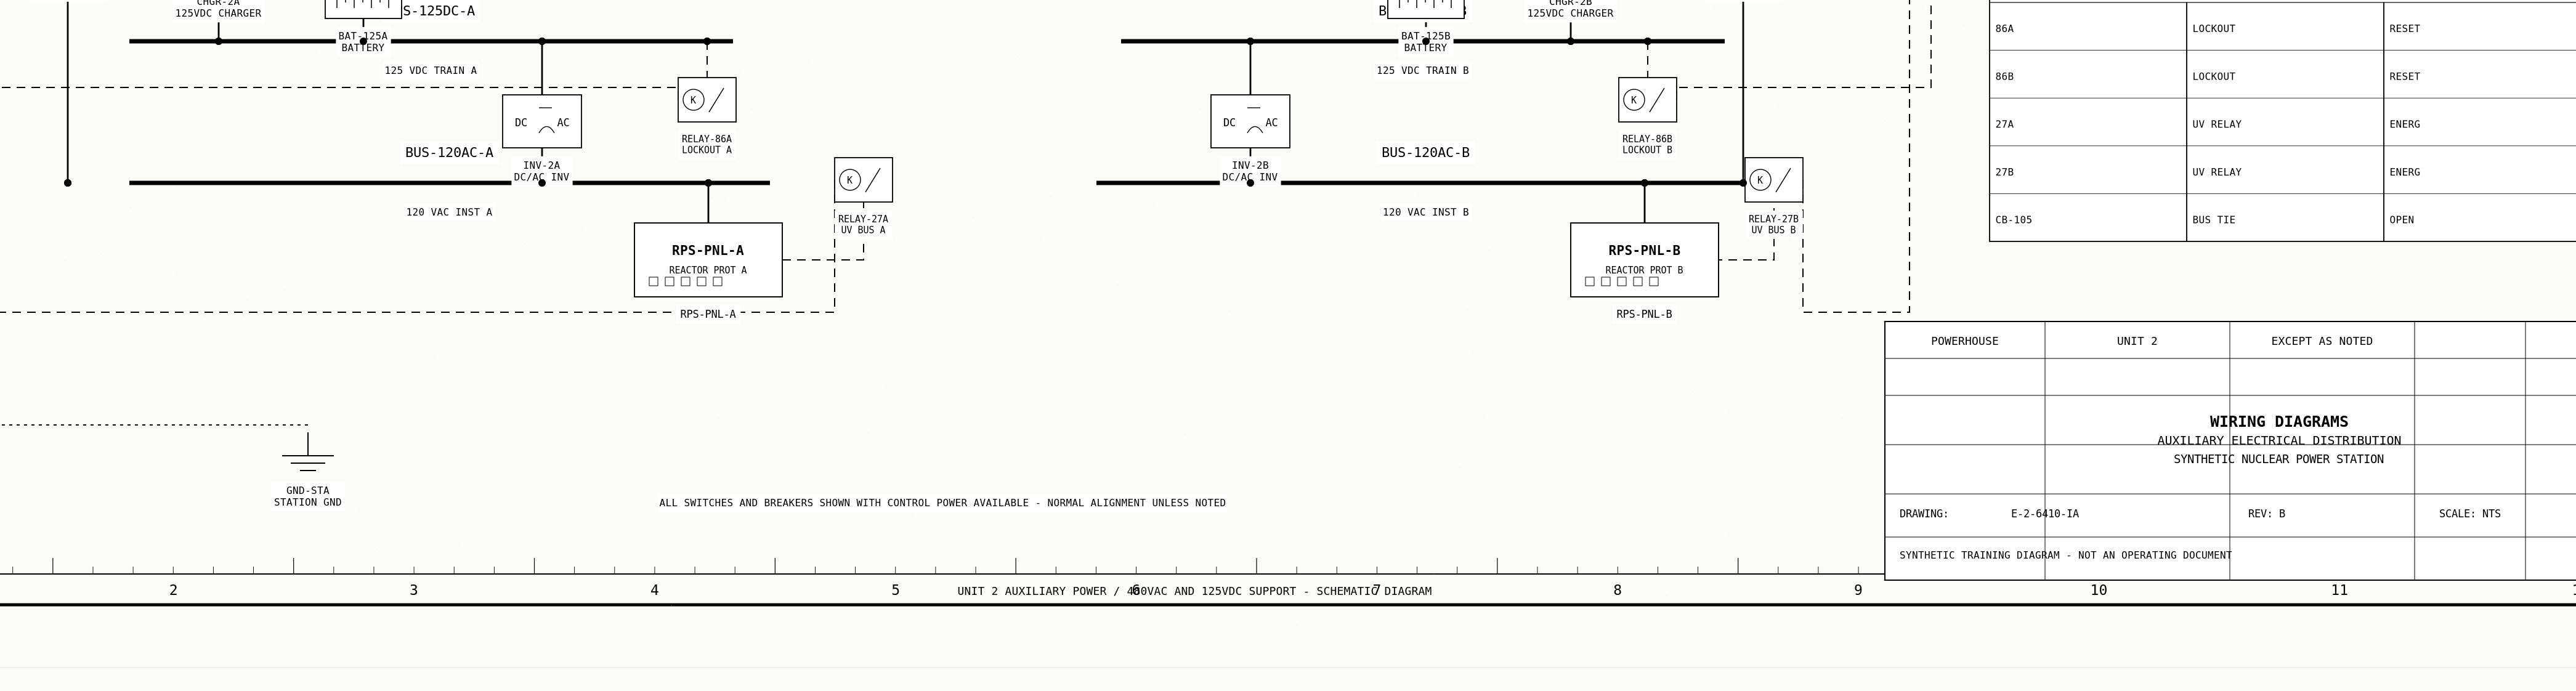 CHGR-2A
125VDC CHARGER
S-125DC-A
BAT-125A
BATTERY
125 VDC TRAIN A
DC AC
K
RELAY-86A
LOCKOUT A
BUS-120AC-A
INV-2A
DC/AC INV
120 VAC INST A
K
RELAY-27A
UV BUS A
RPS-PNL-A
REACTOR PROT A
RPS-PNL-A
CHGR-2B
125VDC CHARGER
BAT-125B
BATTERY
125 VDC TRAIN B
DC AC
K
RELAY-86B
LOCKOUT B
BUS-120AC-B
INV-2B
DC/AC INV
120 VAC INST B
K
RELAY-27B
UV BUS B
RPS-PNL-B
REACTOR PROT B
RPS-PNL-B
86A LOCKOUT RESET
86B LOCKOUT RESET
27A UV RELAY ENERG
27B UV RELAY ENERG
CB-105 BUS TIE OPEN
GND-STA
STATION GND
ALL SWITCHES AND BREAKERS SHOWN WITH CONTROL POWER AVAILABLE - NORMAL ALIGNMENT UNLESS NOTED
POWERHOUSE UNIT 2 EXCEPT AS NOTED
WIRING DIAGRAMS
AUXILIARY ELECTRICAL DISTRIBUTION
SYNTHETIC NUCLEAR POWER STATION
DRAWING: E-2-6410-IA REV: B SCALE: NTS
SYNTHETIC TRAINING DIAGRAM - NOT AN OPERATING DOCUMENT
2 3 4 5 6 7 8 9 10 11
UNIT 2 AUXILIARY POWER / 480VAC AND 125VDC SUPPORT - SCHEMATIC DIAGRAM